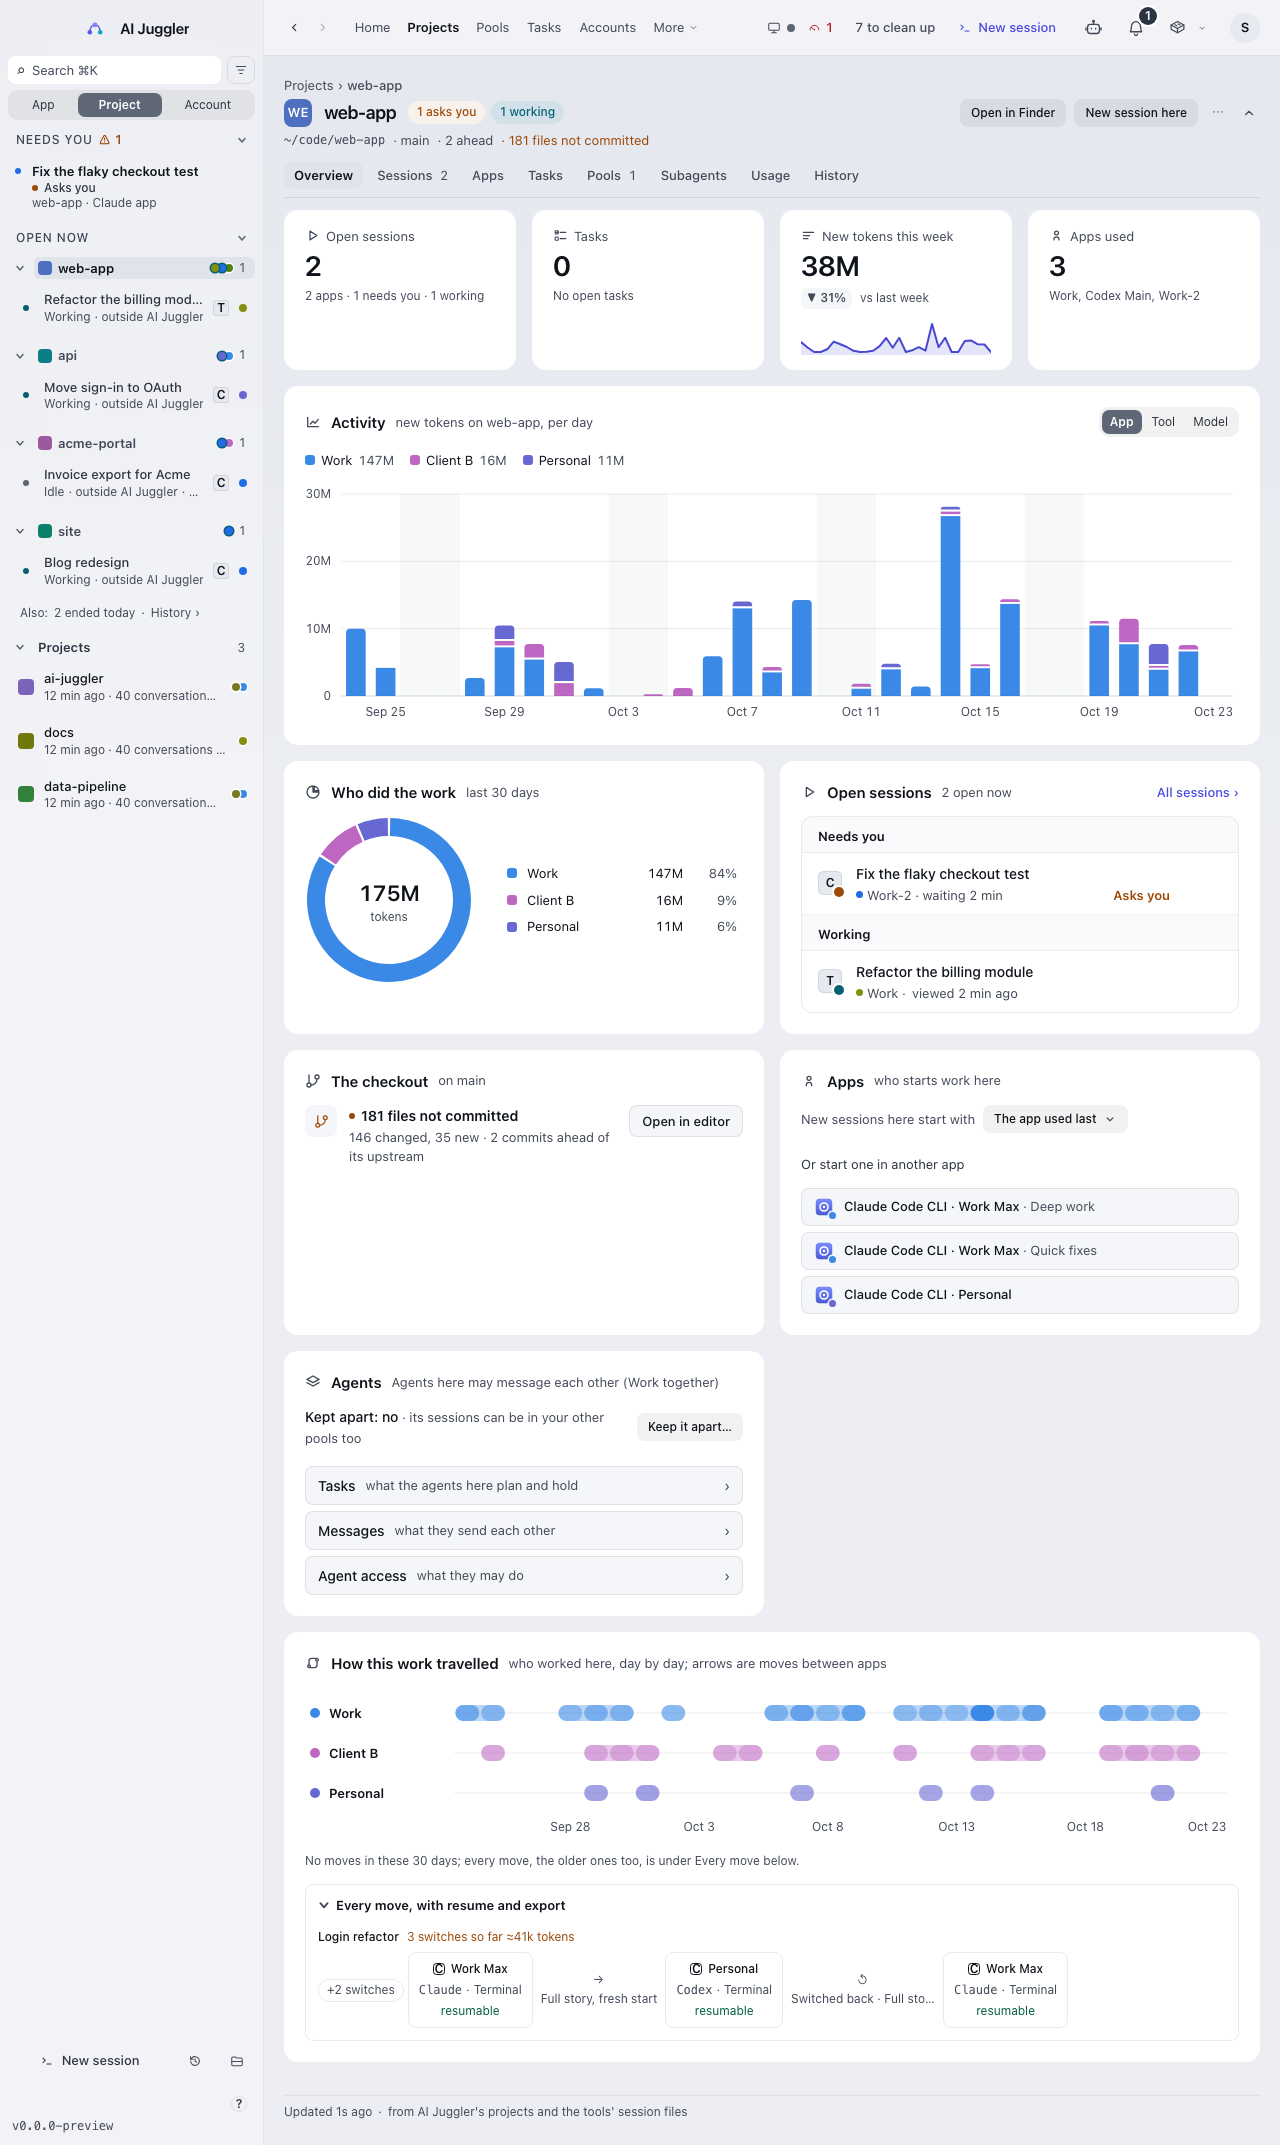 AI Juggler
Search ⌘K
App Project Account
NEEDS YOU 1
Fix the flaky checkout test
Asks you
web-app · Claude app
OPEN NOW
web-app 1
Refactor the billing mod... T
Working · outside AI Juggler
api 1
Move sign-in to OAuth C
Working · outside AI Juggler
acme-portal 1
Invoice export for Acme C
Idle · outside AI Juggler · ...
site 1
Blog redesign C
Working · outside AI Juggler
Also: 2 ended today · History ›
Projects 3
ai-juggler
12 min ago · 40 conversation...
docs
12 min ago · 40 conversations ...
data-pipeline
12 min ago · 40 conversation...
New session
?
v0.0.0-preview
Home Projects Pools Tasks Accounts More 1 7 to clean up New session 1 S
Projects › web-app
WE web-app 1 asks you 1 working Open in Finder New session here ...
~/code/web-app · main · 2 ahead · 181 files not committed
Overview Sessions 2 Apps Tasks Pools 1 Subagents Usage History
Open sessions
2
2 apps · 1 needs you · 1 working
Tasks
0
No open tasks
New tokens this week
38M
▼ 31% vs last week
Apps used
3
Work, Codex Main, Work-2
Activity new tokens on web-app, per day App Tool Model
Work 147M Client B 16M Personal 11M
30M
20M
10M
0
Sep 25 Sep 29 Oct 3 Oct 7 Oct 11 Oct 15 Oct 19 Oct 23
Who did the work last 30 days
175M
tokens
Work 147M 84%
Client B 16M 9%
Personal 11M 6%
Open sessions 2 open now All sessions ›
Needs you
C Fix the flaky checkout test
Work-2 · waiting 2 min Asks you
Working
T Refactor the billing module
Work · viewed 2 min ago
The checkout on main
181 files not committed Open in editor
146 changed, 35 new · 2 commits ahead of
its upstream
Apps who starts work here
New sessions here start with The app used last
Or start one in another app
Claude Code CLI · Work Max · Deep work
Claude Code CLI · Work Max · Quick fixes
Claude Code CLI · Personal
Agents Agents here may message each other (Work together)
Kept apart: no · its sessions can be in your other
pools too
Keep it apart...
Tasks what the agents here plan and hold ›
Messages what they send each other ›
Agent access what they may do ›
How this work travelled who worked here, day by day; arrows are moves between apps
Work
Client B
Personal
Sep 28 Oct 3 Oct 8 Oct 13 Oct 18 Oct 23
No moves in these 30 days; every move, the older ones too, is under Every move below.
Every move, with resume and export
Login refactor 3 switches so far ≈41k tokens
+2 switches
C Work Max
Claude · Terminal
resumable
→
Full story, fresh start
C Personal
Codex · Terminal
resumable
Switched back · Full sto...
C Work Max
Claude · Terminal
resumable
Updated 1s ago · from AI Juggler's projects and the tools' session files